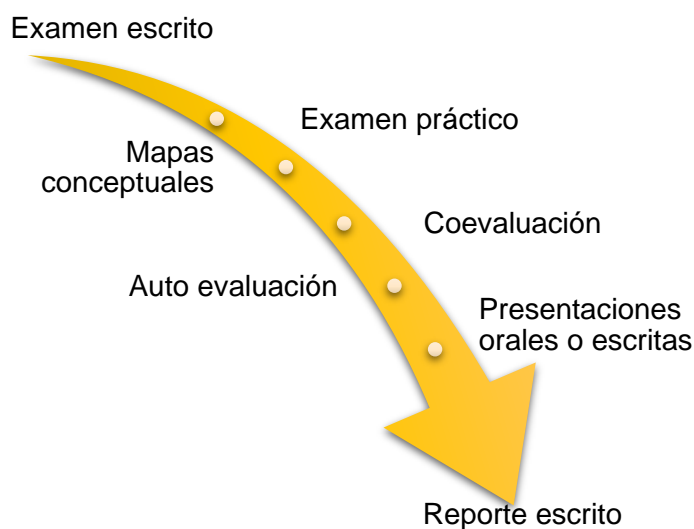 Examen escrito
Examen práctico
Mapas
conceptuales
Coevaluación
Auto evaluación
Presentaciones
orales o escritas
Reporte escrito